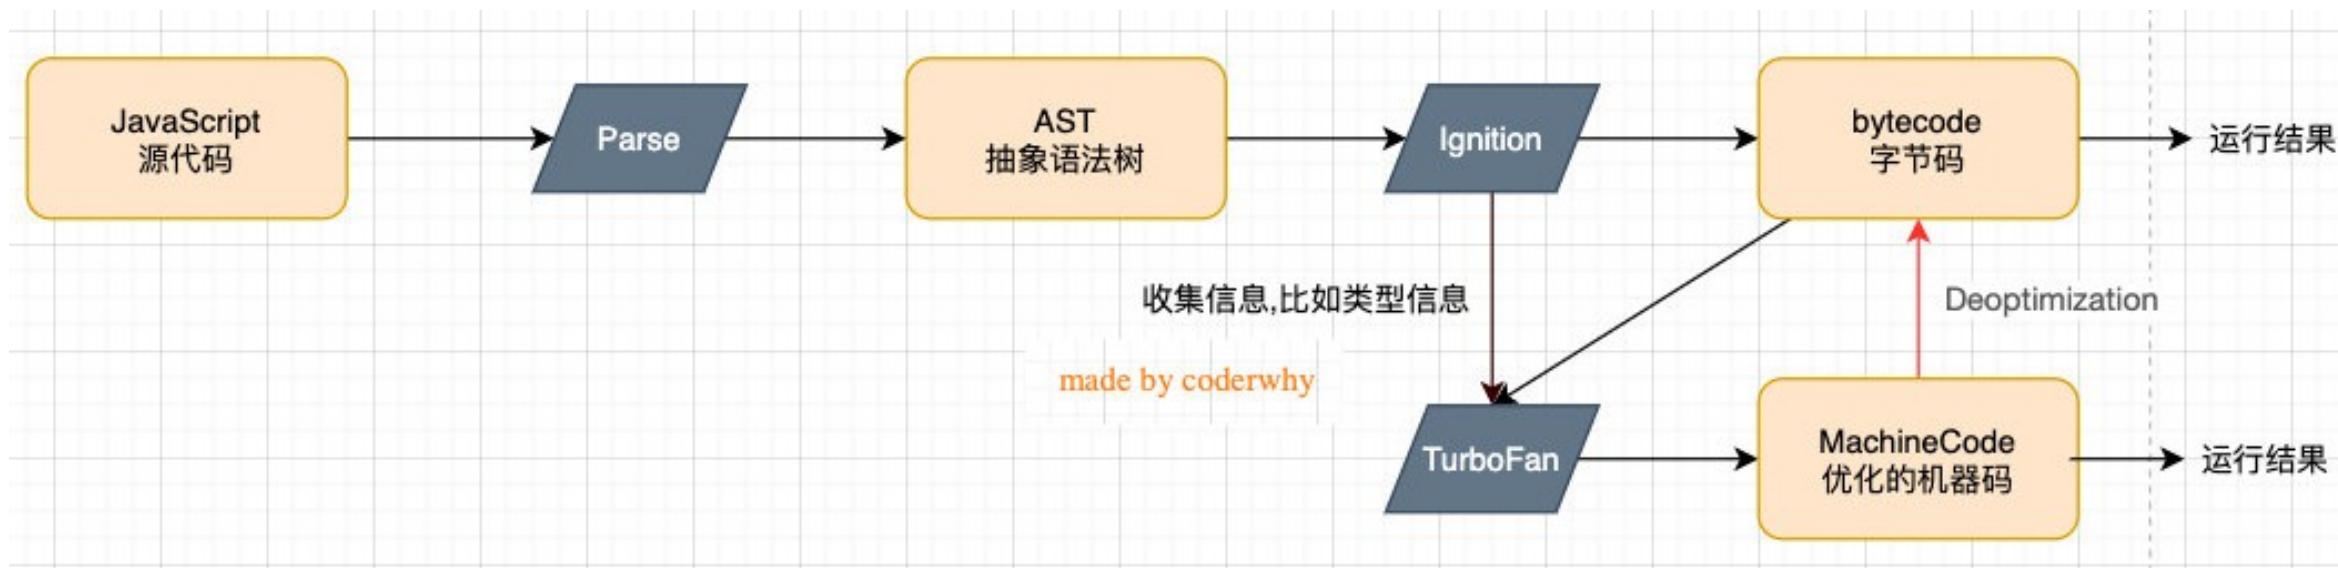 JavaScript
源代码
Parse
AST
抽象语法树
Ignition
bytecode
字节码
运行结果
收集信息,比如类型信息
Deoptimization
made by coderwhy
TurboFan
MachineCode
优化的机器码
运行结果